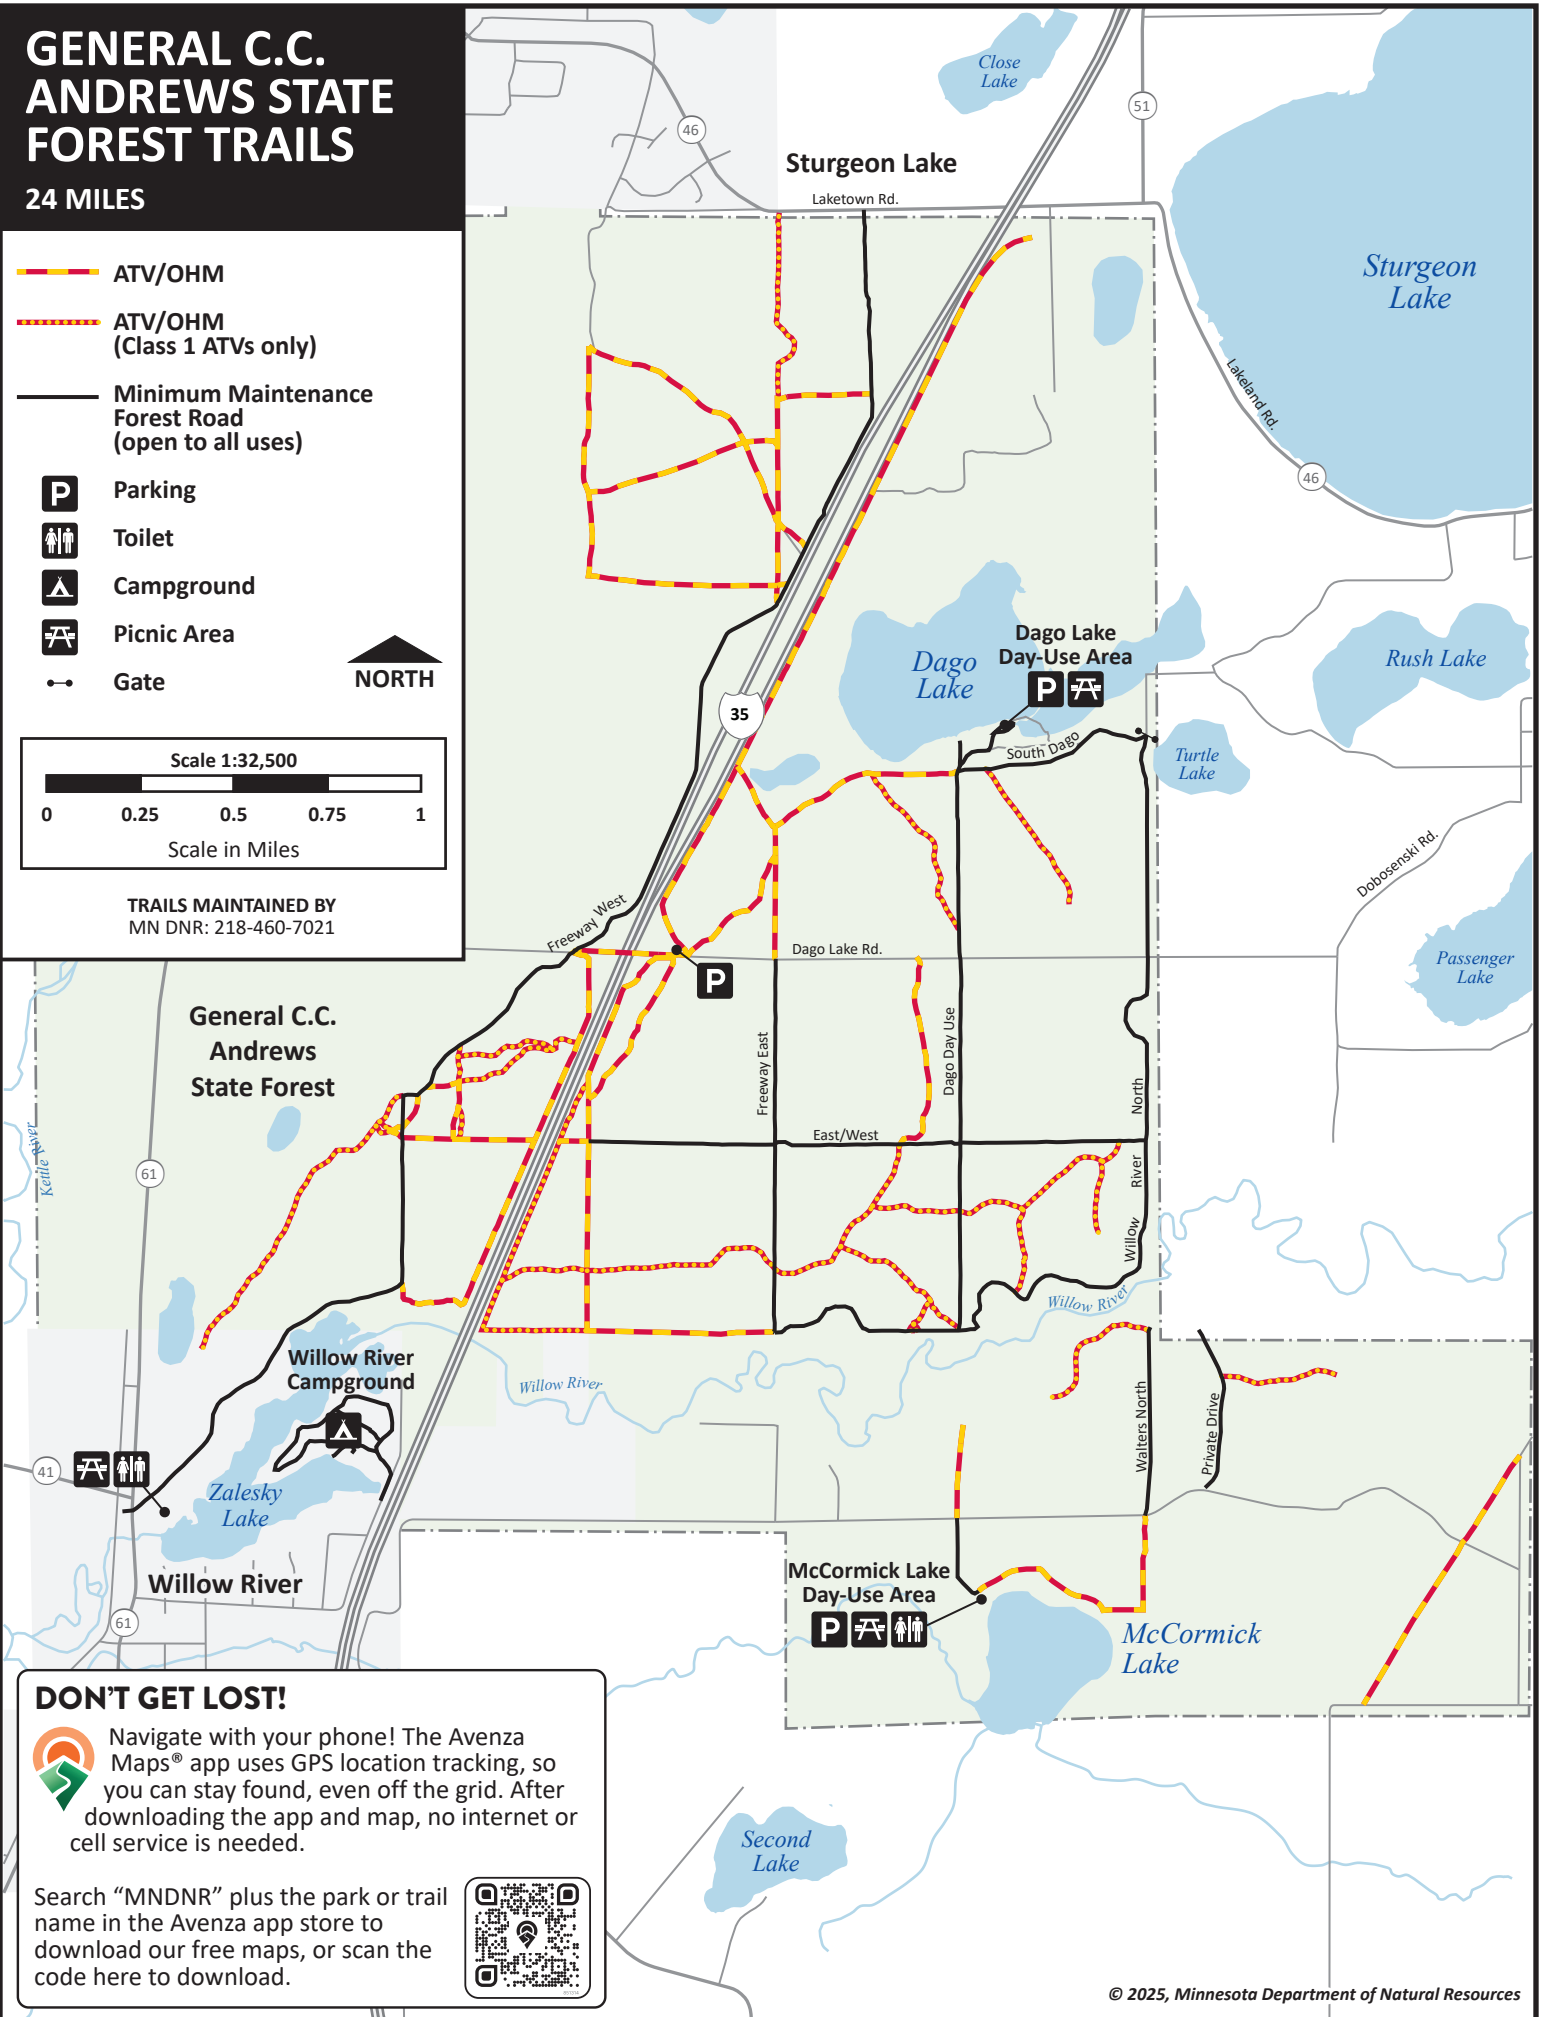 GENERAL C.C.
ANDREWS STATE
FOREST TRAILS
24 MILES
ATV/OHM
ATV/OHM
(Class 1 ATVs only)
Minimum Maintenance
Forest Road
(open to all uses)
P
Parking
Toilet
Campground
Picnic Area
Gate
NORTH
Scale 1:32,500
0
0.25
0.5
0.75
1
Scale in Miles
TRAILS MAINTAINED BY
MN DNR: 218-460-7021
Close
Lake
51
46
Sturgeon Lake
Laketown Rd.
Sturgeon
Lake
Lakeland Rd.
46
Dago Lake
Day-Use Area
P
Dago
Lake
Rush Lake
35
South Dago
Turtle
Lake
Dobosenski Rd.
Freeway West
Dago Lake Rd.
P
Passenger
Lake
General C.C.
Andrews
State Forest
Freeway East
Dago Day Use
North
East/West
Kettle River
61
River
Willow
Willow River
Willow River
Campground
Willow River
Walters North
Private Drive
41
Zalesky
Lake
Willow River
61
McCormick Lake
Day-Use Area
P
McCormick
Lake
DON'T GET LOST!
Navigate with your phone! The Avenza
Maps® app uses GPS location tracking, so
you can stay found, even off the grid. After
downloading the app and map, no internet or
cell service is needed.
Search “MNDNR” plus the park or trail
name in the Avenza app store to
download our free maps, or scan the
code here to download.
Second
Lake
© 2025, Minnesota Department of Natural Resources